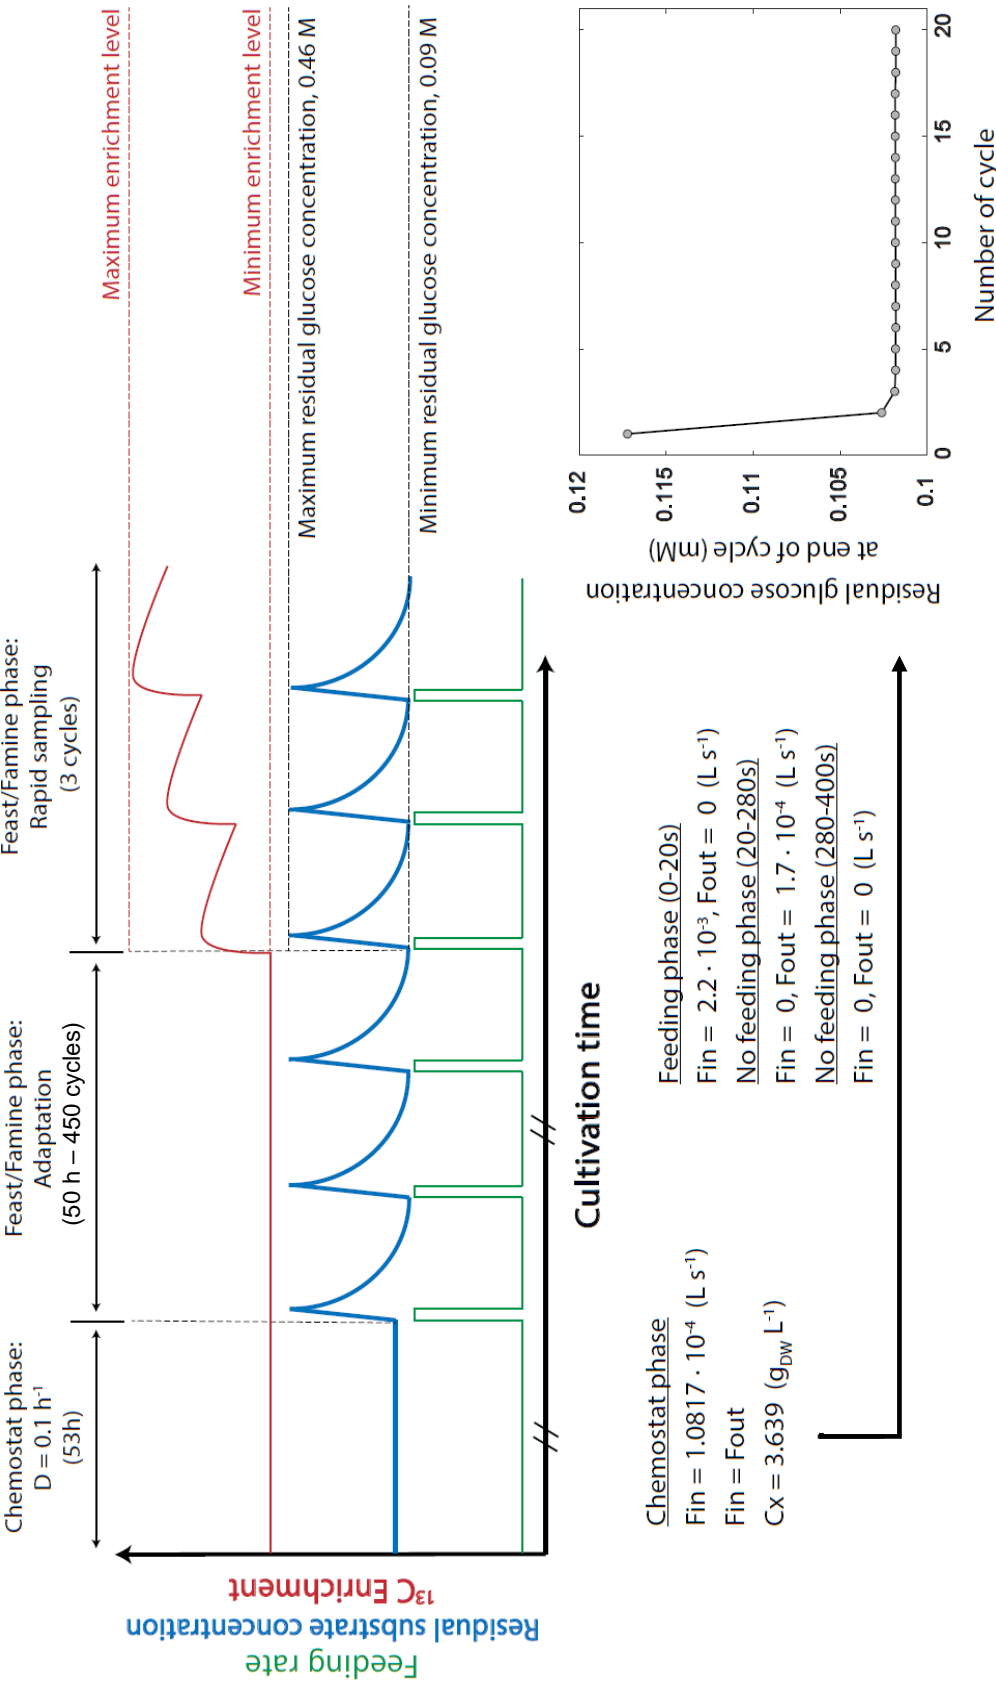 Chemostat phase:
D = 0.1 h-1
(53h)
Feast/Famine phase:
Adaptation
(50 h – 450 cycles)
Feast/Famine phase:
Rapid sampling
(3 cycles)
Maximum enrichment level
Minimum enrichment level
Maximum residual glucose concentration, 0.46 M
Minimum residual glucose concentration, 0.09 M
13C Enrichment
Residual substrate concentration
Feeding rate
Cultivation time
Chemostat phase
Fin = 1.0817 · 10-4 (L s-1)
Fin = Fout
Cx = 3.639 (gDW L-1)
Feeding phase (0-20s)
Fin = 2.2 · 10-3, Fout = 0 (L s-1)
No feeding phase (20-280s)
Fin = 0, Fout = 1.7 · 10-4 (L s-1)
No feeding phase (280-400s)
Fin = 0, Fout = 0 (L s-1)
Residual glucose concentration
at end of cycle (mM)
0.12
0.115
0.11
0.105
0.1
0
5
10
15
20
Number of cycle